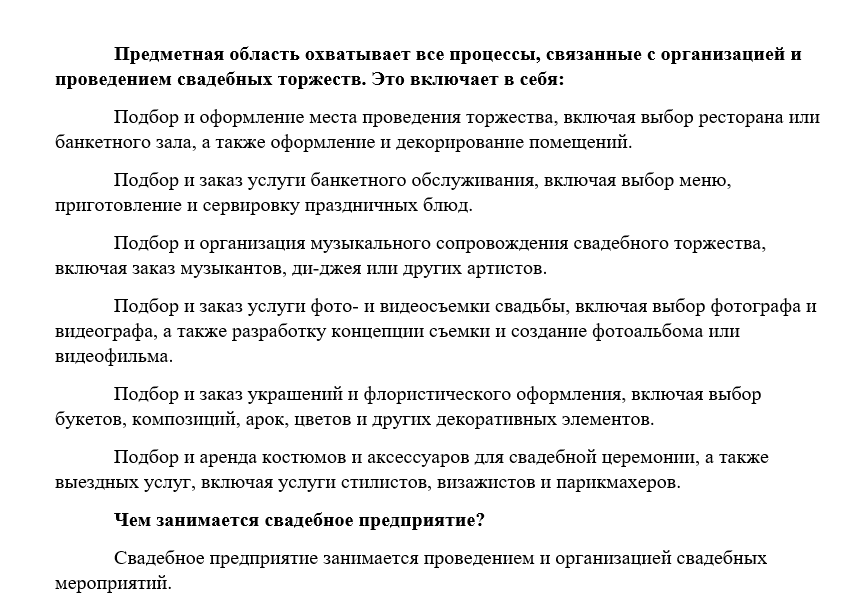 Предметная область охватывает все процессы, связанные с организацией и
проведением свадебных торжеств. Это включает в себя:
Подбор и оформление места проведения торжества, включая выбор ресторана или
банкетного зала, а также оформление и декорирование помещений.
Подбор и заказ услуги банкетного обслуживания, включая выбор меню,
приготовление и сервировку праздничных блюд.
Подбор и организация музыкального сопровождения свадебного торжества,
включая заказ музыкантов, ди-джея или других артистов.
Подбор и заказ услуги фото- и видеосъемки свадьбы, включая выбор фотографа и
видеографа, а также разработку концепции съемки и создание фотоальбома или
видеофильма.
Подбор и заказ украшений и флористического оформления, включая выбор
букетов, композиций, арок, цветов и других декоративных элементов.
Подбор и аренда костюмов и аксессуаров для свадебной церемонии, а также
выездных услуг, включая услуги стилистов, визажистов и парикмахеров.
Чем занимается свадебное предприятие?
Свадебное предприятие занимается проведением и организацией свадебных
мероприятий.